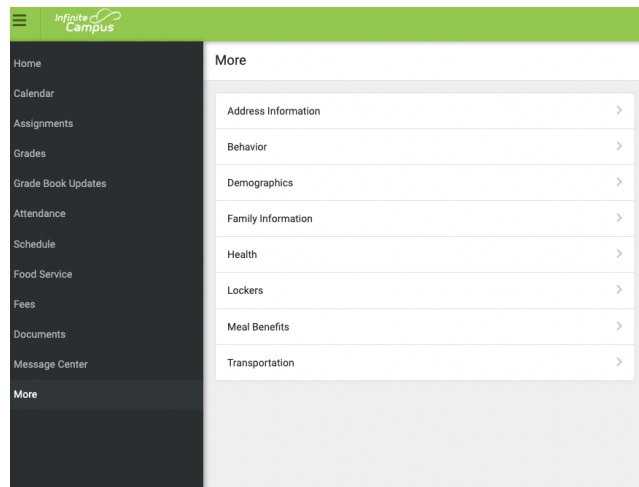 Infinite
Campus
Home
Calendar
Assignments
Grades
Grade Book Updates
Attendance
Schedule
Food Service
Fees
Documents
Message Center
More
More
Address Information
Behavior
Demographics
Family Information
Health
Lockers
Meal Benefits
Transportation